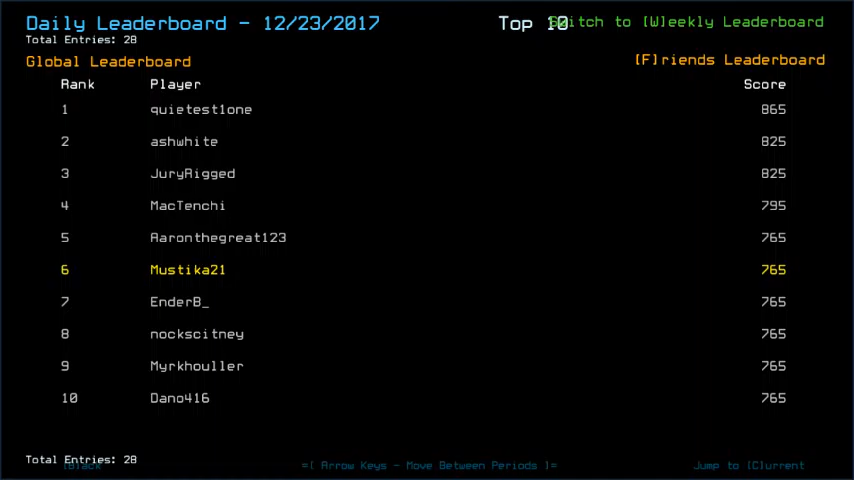 Daily Leaderboard - 12/23/2017 Top 10 Switch to [W]eekly Leaderboard
Total Entries: 28
Global Leaderboard [F]riends Leaderboard
Rank Player Score
1 quietest1one 865
2 ashwhite 825
3 JuryRigged 825
4 MacTenchi 795
5 Aaronthegreat123 765
6 Mustika21 765
7 EnderB_ 765
8 nockscitney 765
9 Myrkhouller 765
10 Dano416 765
Total Entries: 28
[B]ack =[ Arrow Keys - Move Between Periods ]= Jump to [C]urrent